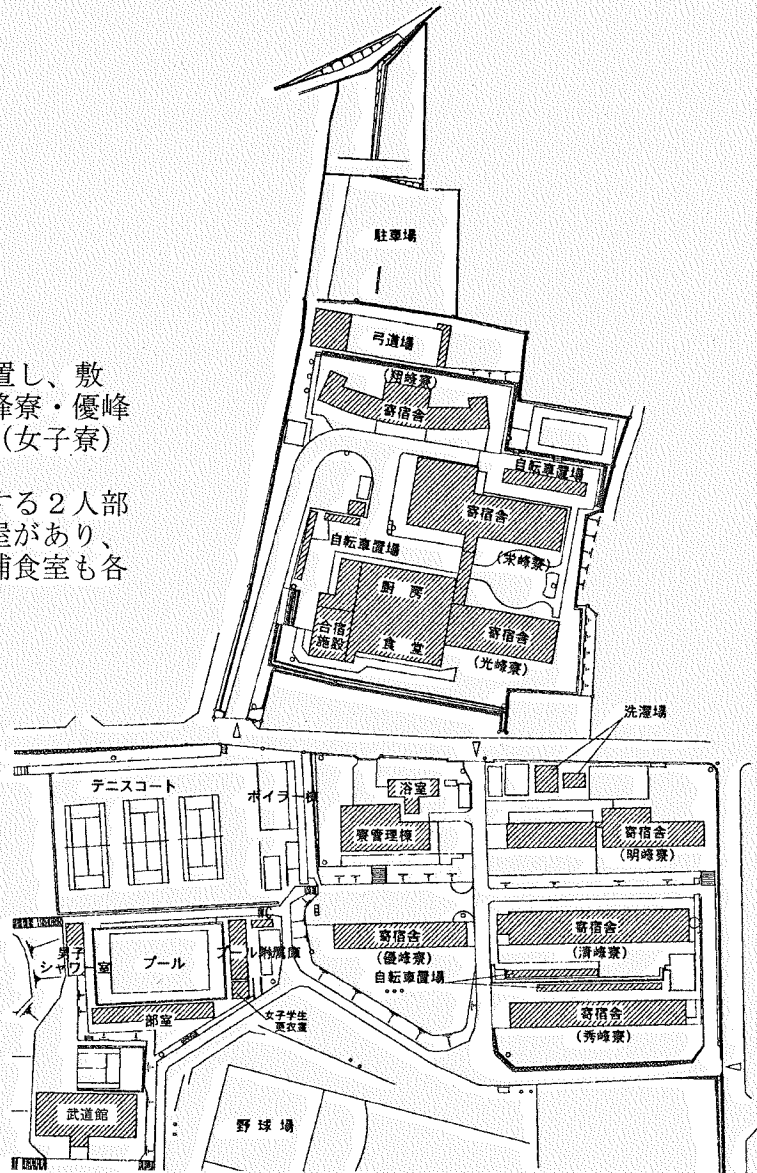 置し、敷
峰寮・優峰
(女子寮)
する2人部
屋があり、
補食室も各
駐車場
弓道場
(翔峰寮)
寄宿舎
自転車置場
寄宿舎
(栄峰寮)
自転車置場
厨房
食堂
合宿
施設
寄宿舎
(光峰寮)
洗濯場
テニスコート
ボイラー棟
浴室
寮管理棟
寄宿舎
(明峰寮)
寄宿舎
(優峰寮)
寄宿舎
(清峰寮)
自転車置場
寄宿舎
(秀峰寮)
男子
シャワー室
プール
プール附属庫
部室
女子学生
更衣室
武道館
野球場